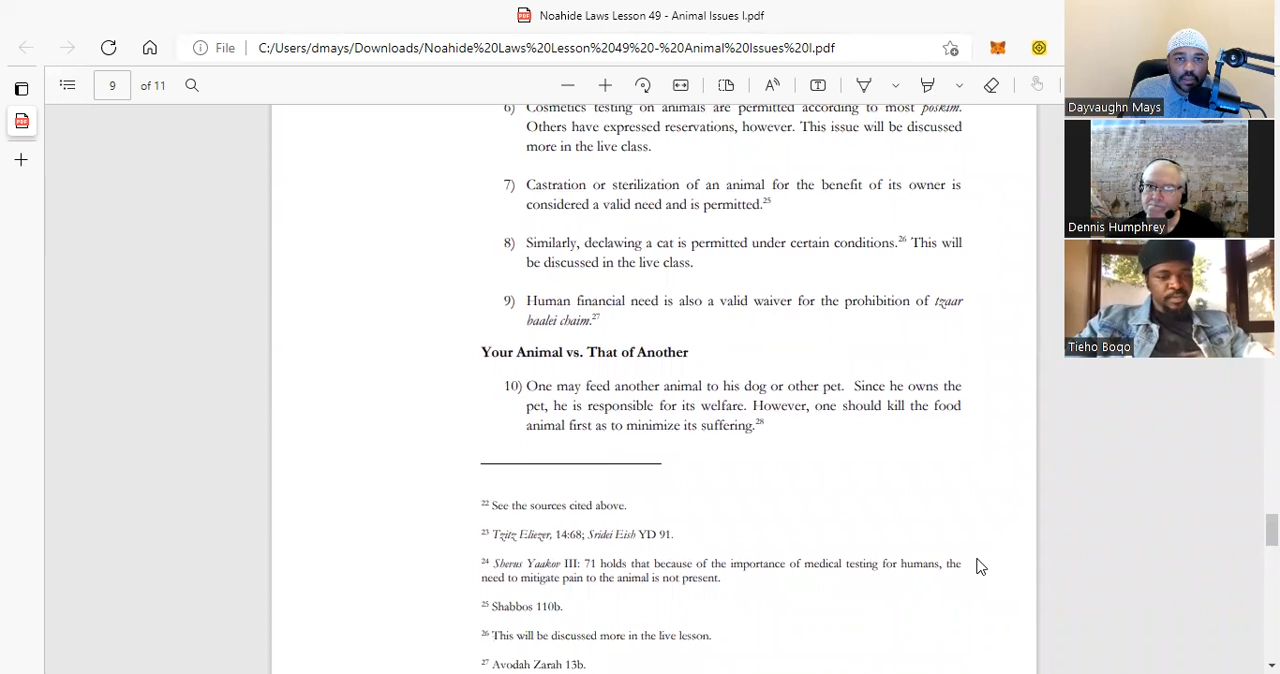 Noahide Laws Lesson 49 - Animal Issues I.pdf
File C:/Users/dmays/Downloads/Noahide%20Laws%20Lesson%2049%20-%20Animal%20Issues%20I.pdf
9 of 11
6) Cosmetics testing on animals are permitted according to most poskim.
Others have expressed reservations, however. This issue will be discussed
more in the live class.
7) Castration or sterilization of an animal for the benefit of its owner is
considered a valid need and is permitted.25
8) Similarly, declawing a cat is permitted under certain conditions.26 This will
be discussed in the live class.
9) Human financial need is also a valid waiver for the prohibition of tzaar
baalei chaim.27
Your Animal vs. That of Another
10) One may feed another animal to his dog or other pet. Since he owns the
pet, he is responsible for its welfare. However, one should kill the food
animal first as to minimize its suffering.28
22 See the sources cited above.
23 Tzitz Eliezer, 14:68; Sridei Eish YD 91.
24 Sherus Yaakov III: 71 holds that because of the importance of medical testing for humans, the
need to mitigate pain to the animal is not present.
25 Shabbos 110b.
26 This will be discussed more in the live lesson.
27 Avodah Zarah 13b.
Dayvaughn Mays
Dennis Humphrey
Tieho Boqo